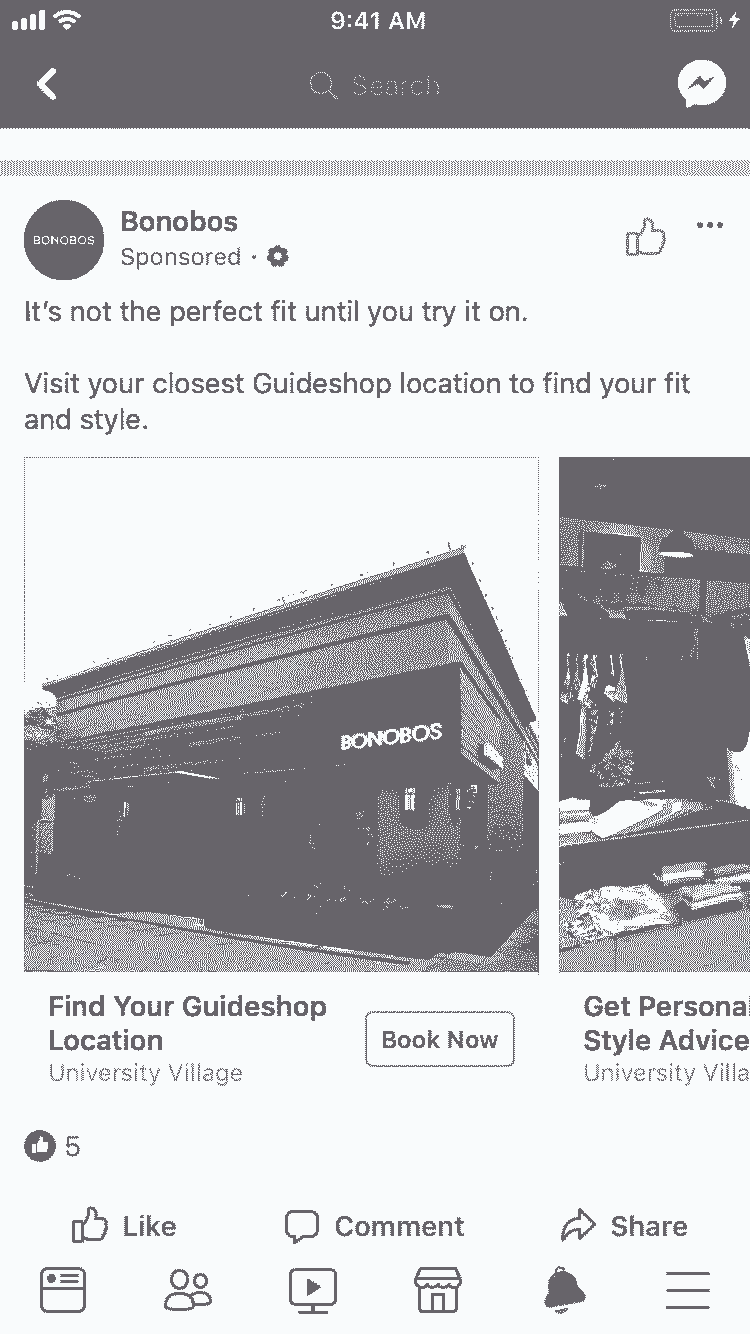 9:41 AM
Search
BONOBOS
Bonobos
Sponsored ·
It's not the perfect fit until you try it on.
Visit your closest Guideshop location to find your fit
and style.
BONOBOS
Find Your Guideshop
Location
University Village
Book Now
Get Personal
Style Advice
University Villa
5
Like
Comment
Share